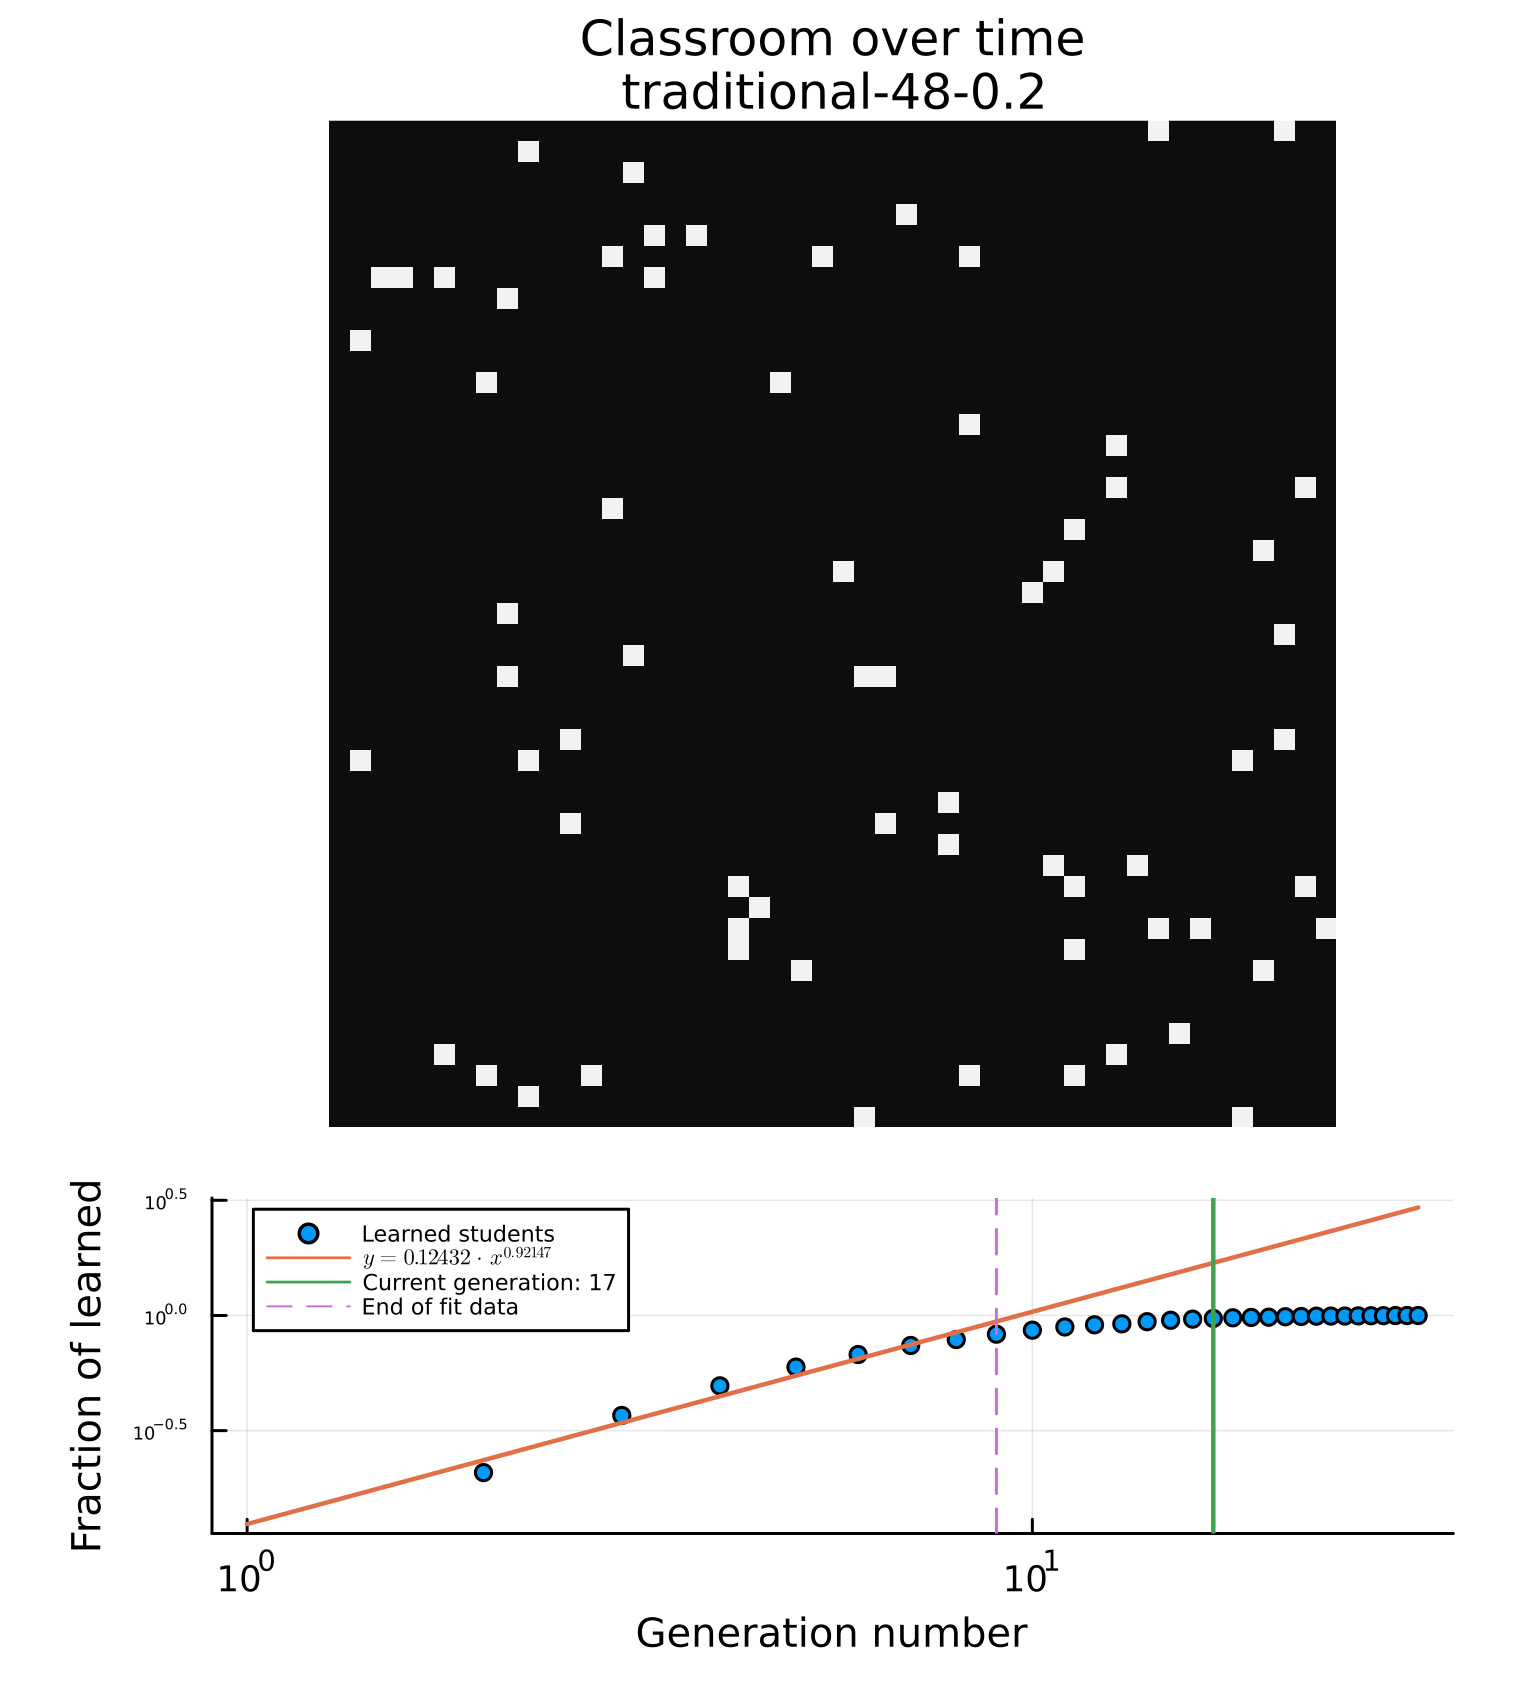 Classroom over time
traditional-48-0.2
Fraction of learned
10^0.5
10^0.0
10^−0.5
Learned students
y = 0.12432 · x^0.92147
Current generation: 17
End of fit data
10^0
10^1
Generation number